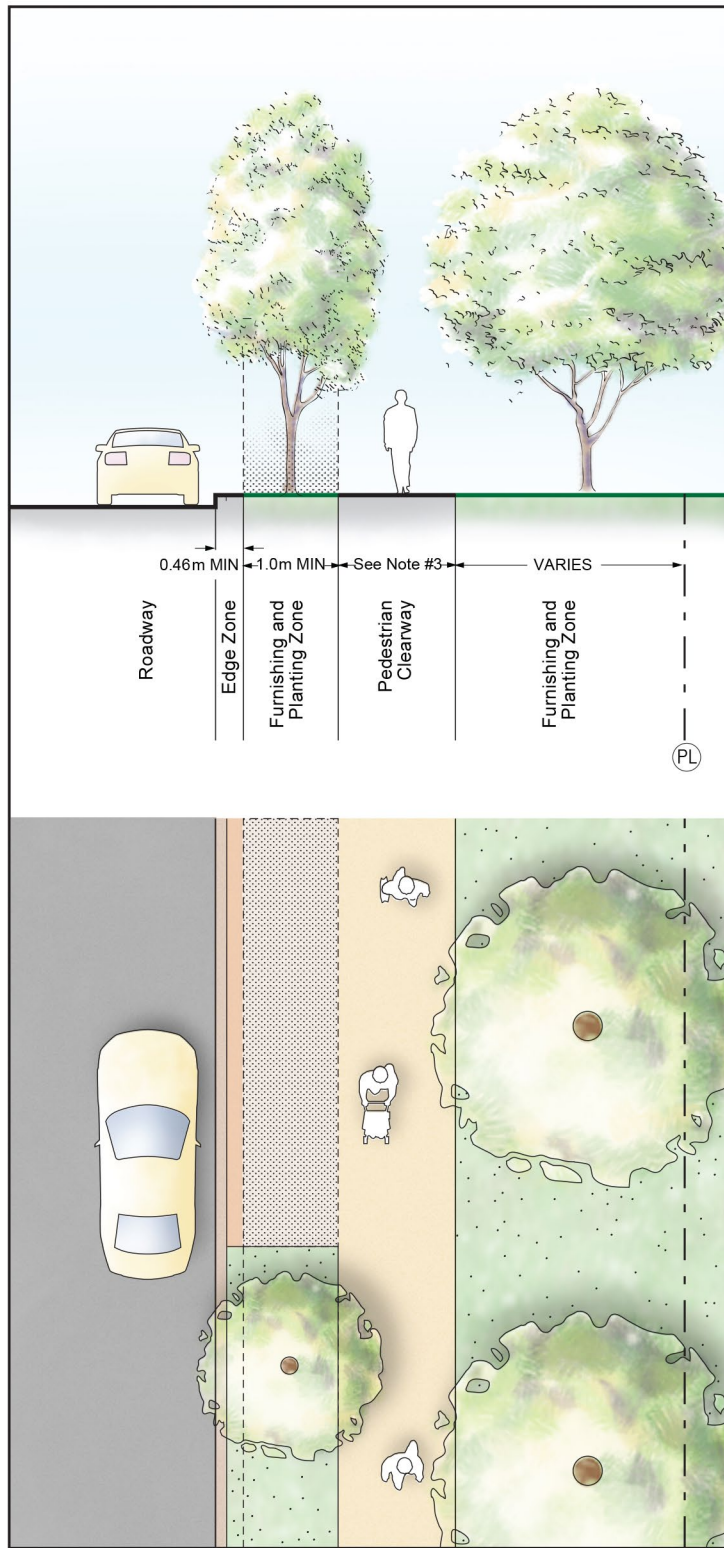 0.46m MIN
1.0m MIN
See Note #3
VARIES
Roadway
Edge Zone
Furnishing and
Planting Zone
Pedestrian
Clearway
Furnishing and
Planting Zone
PL